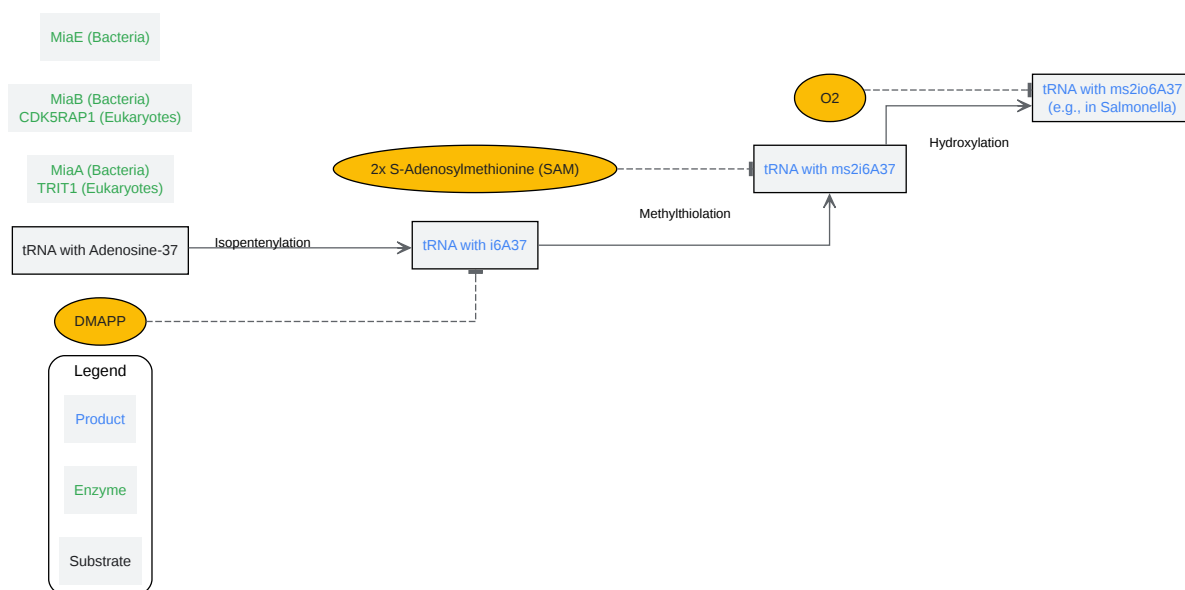 MiaE (Bacteria)
MiaB (Bacteria)
CDK5RAP1 (Eukaryotes)
MiaA (Bacteria)
TRIT1 (Eukaryotes)
tRNA with Adenosine-37
Isopentenylation
DMAPP
2x S-Adenosylmethionine (SAM)
tRNA with i6A37
Methylthiolation
O2
tRNA with ms2i6A37
Hydroxylation
tRNA with ms2io6A37
(e.g., in Salmonella)
Legend
Product
Enzyme
Substrate